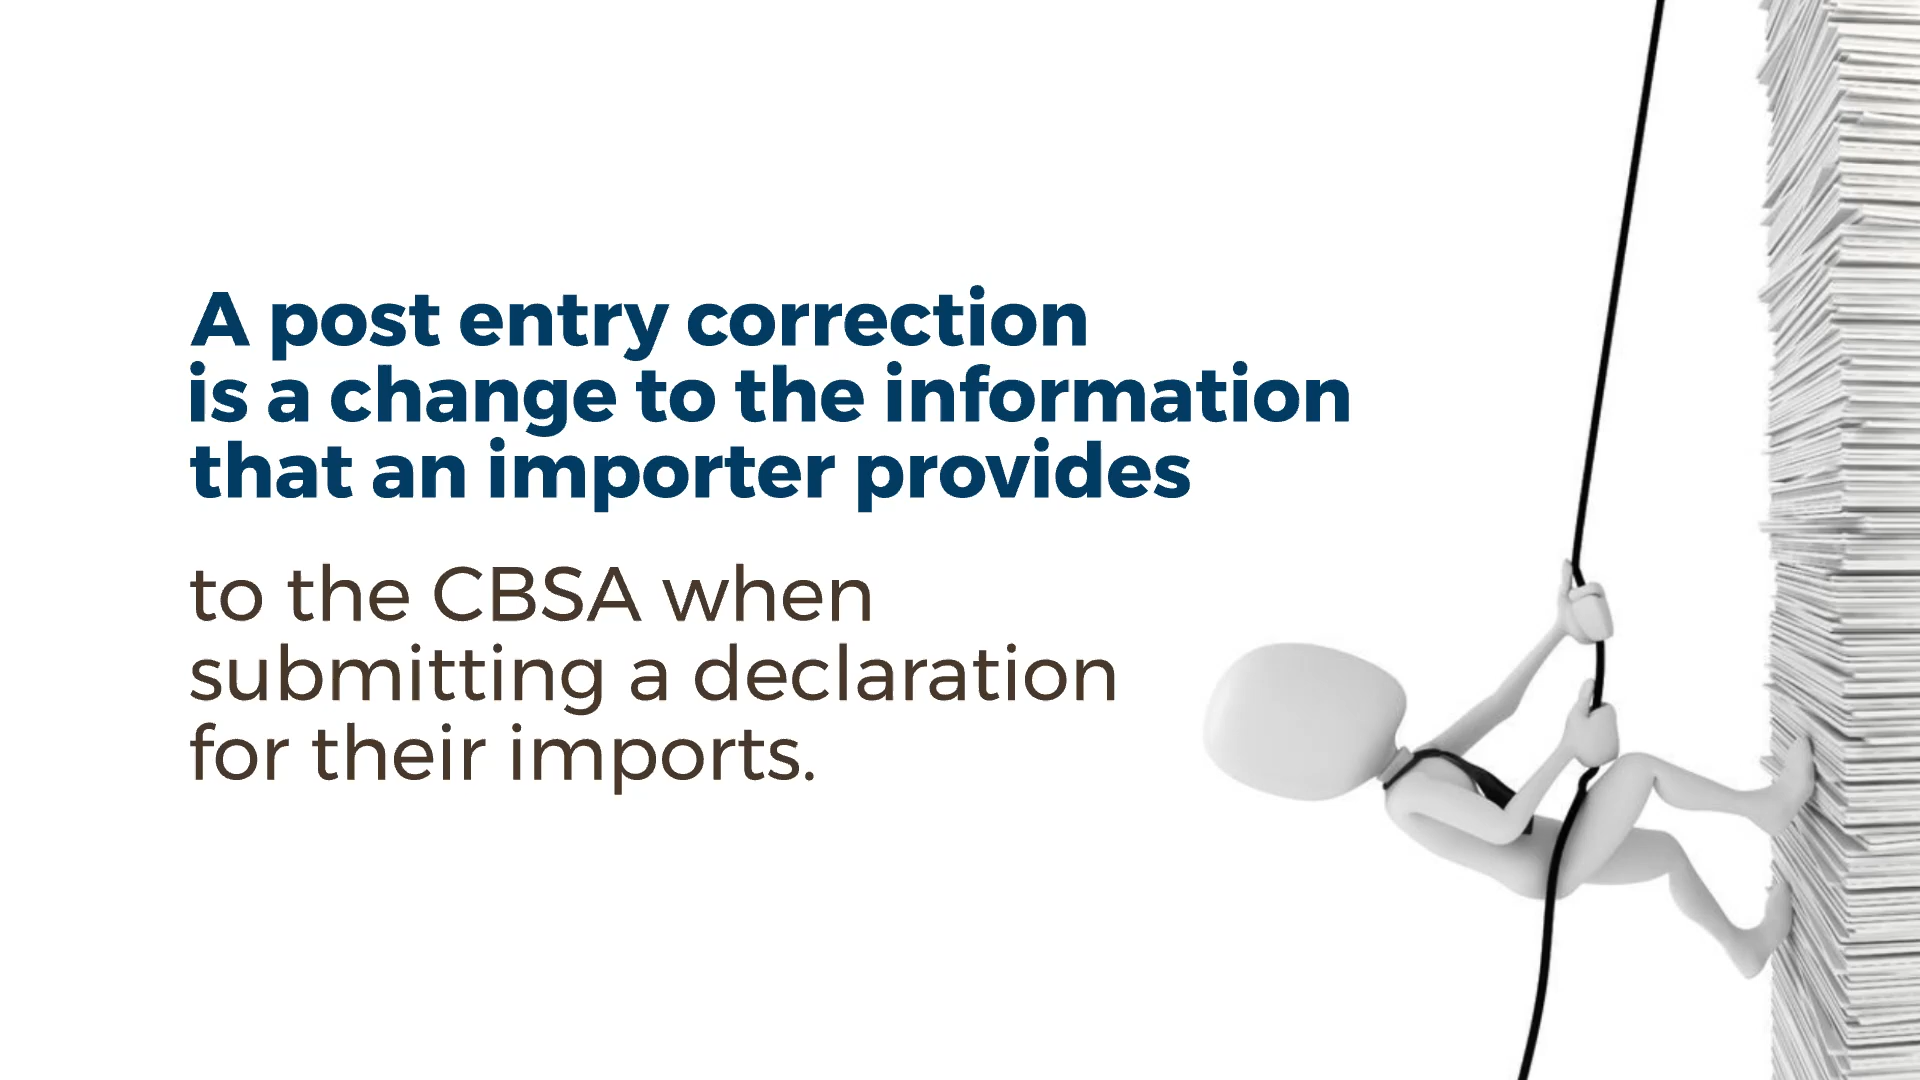 A post entry correction
is a change to the information
that an importer provides
to the CBSA when
submitting a declaration
for their imports.